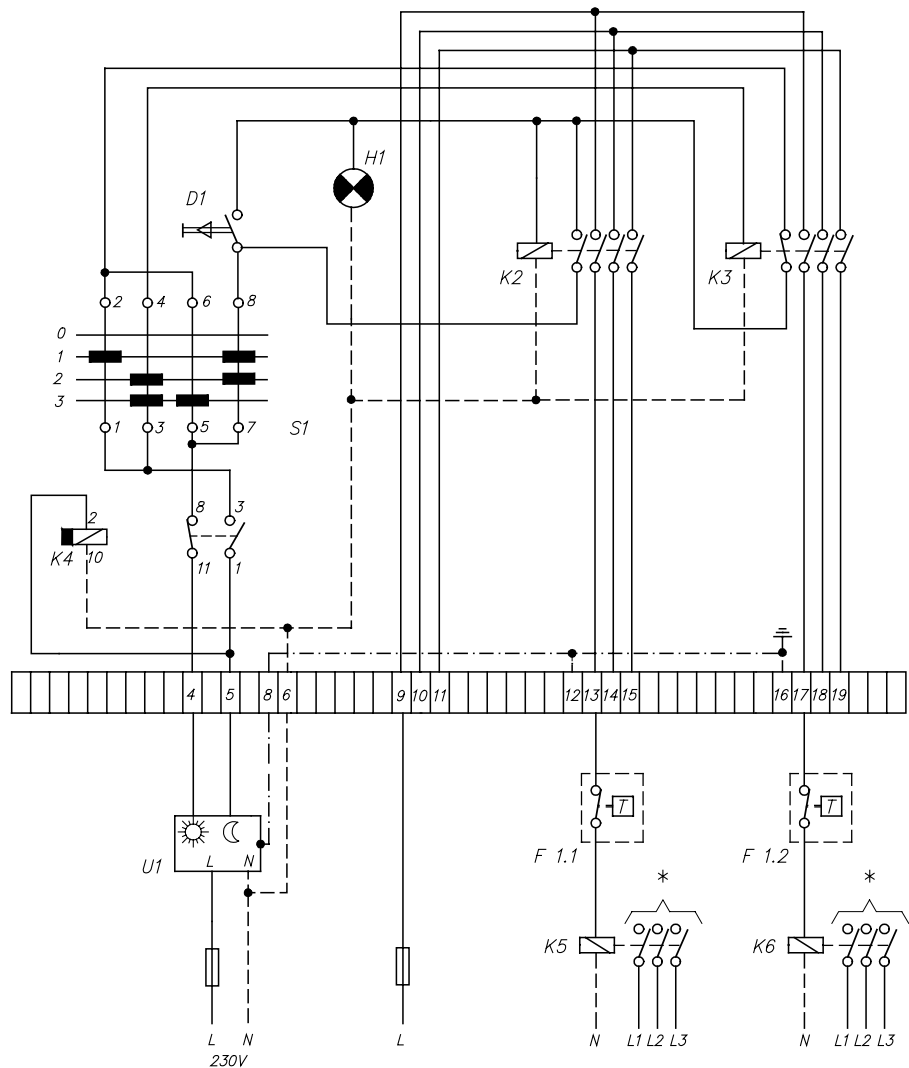 H1
D1
K2
K3
2 4 6 8
0
1
2
3
1 3 5 7
S1
8 3
2
K4 10
11 1
4 5 8 6 9 10 11 12 13 14 15 16 17 18 19
T T
L N
U1
F 1.1 F 1.2
* *
K5 K6
L N L N L1 L2 L3 N L1 L2 L3
230V